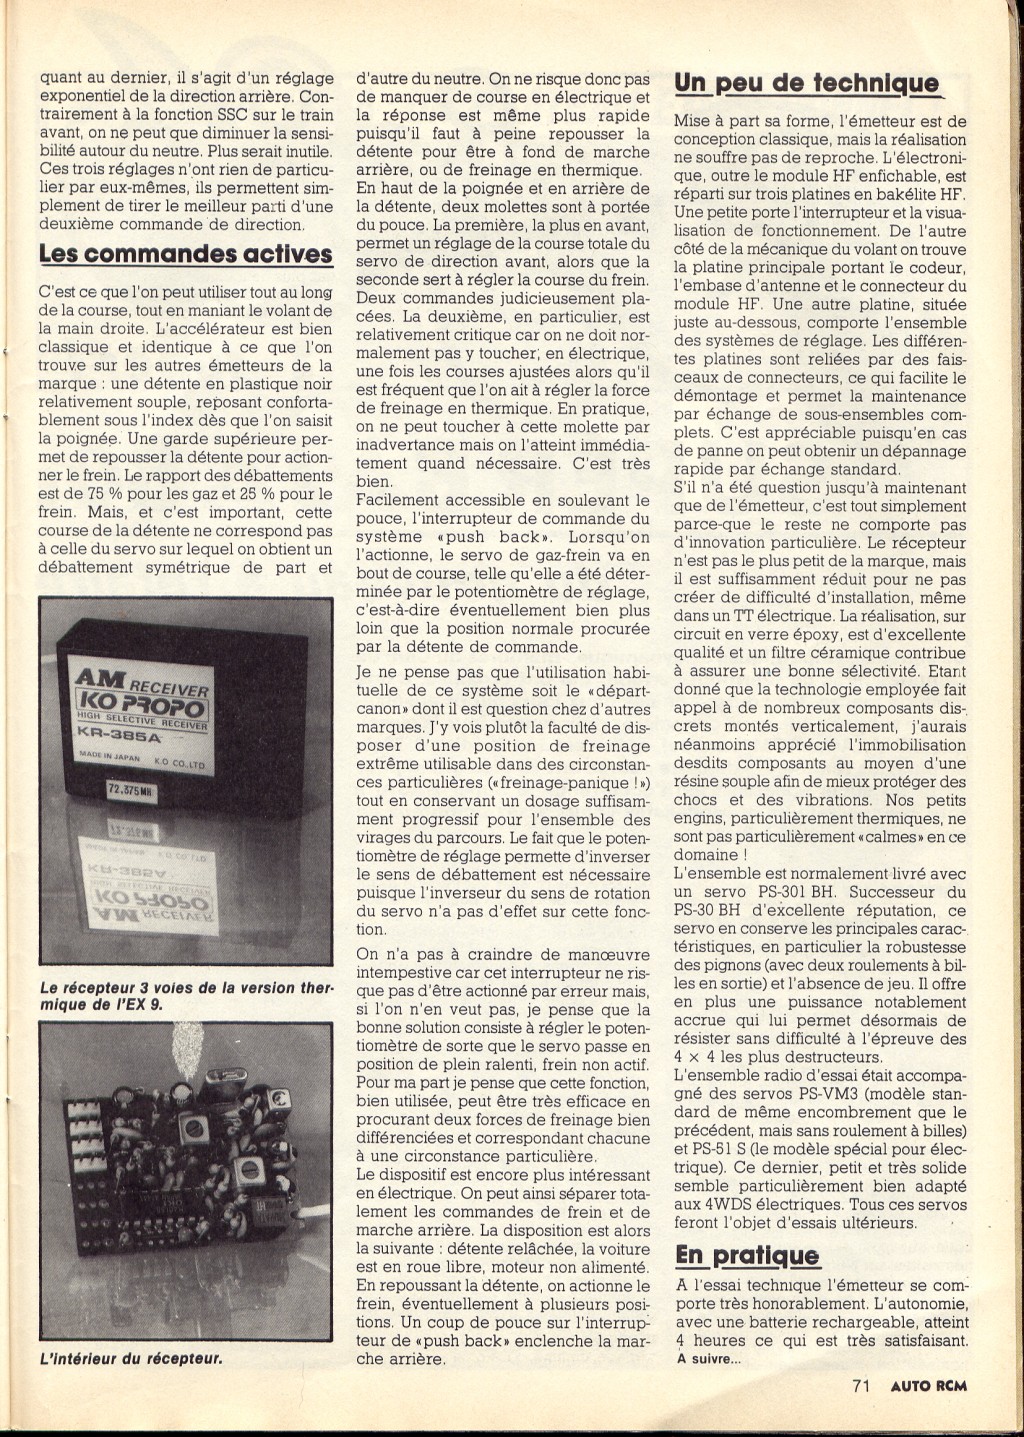 quant au dernier, il s'agit d'un réglage
exponentiel de la direction arrière. Con-
trairement à la fonction SSC sur le train
avant, on ne peut que diminuer la sensi-
bilité autour du neutre. Plus serait inutile.
Ces trois réglages n'ont rien de particu-
lier par eux-mêmes, ils permettent sim-
plement de tirer le meilleur parti d'une
deuxième commande de direction.
Les commandes actives
C'est ce que l'on peut utiliser tout au long
de la course, tout en maniant le volant de
la main droite. L'accélérateur est bien
classique et identique à ce que l'on
trouve sur les autres émetteurs de la
marque : une détente en plastique noir
relativement souple, reposant conforta-
blement sous l'index dès que l'on saisit
la poignée. Une garde supérieure per-
met de repousser la détente pour action-
ner le frein. Le rapport des débattements
est de 75 % pour les gaz et 25 % pour le
frein. Mais, et c'est important, cette
course de la détente ne correspond pas
à celle du servo sur lequel on obtient un
débattement symétrique de part et
AM RECEIVER
KO PROPO
HIGH SELECTIVE RECEIVER
KR-385A
MADE IN JAPAN K.O CO.,LTD.
72.375MH
Le récepteur 3 voies de la version ther-
mique de l'EX 9.
L'intérieur du récepteur.
d'autre du neutre. On ne risque donc pas
de manquer de course en électrique et
la réponse est même plus rapide
puisqu'il faut à peine repousser la
détente pour être à fond de marche
arrière, ou de freinage en thermique.
En haut de la poignée et en arrière de
la détente, deux molettes sont à portée
du pouce. La première, la plus en avant,
permet un réglage de la course totale du
servo de direction avant, alors que la
seconde sert à régler la course du frein.
Deux commandes judicieusement pla-
cées. La deuxième, en particulier, est
relativement critique car on ne doit nor-
malement pas y toucher, en électrique,
une fois les courses ajustées alors qu'il
est fréquent que l'on ait à régler la force
de freinage en thermique. En pratique,
on ne peut toucher à cette molette par
inadvertance mais on l'atteint immédia-
tement quand nécessaire. C'est très
bien.
Facilement accessible en soulevant le
pouce, l'interrupteur de commande du
système «push back». Lorsqu'on
l'actionne, le servo de gaz-frein va en
bout de course, telle qu'elle a été déter-
minée par le potentiomètre de réglage,
c'est-à-dire éventuellement bien plus
loin que la position normale procurée
par la détente de commande.
Je ne pense pas que l'utilisation habi-
tuelle de ce système soit le «départ-
canon» dont il est question chez d'autres
marques. J'y vois plutôt la faculté de dis-
poser d'une position de freinage
extrême utilisable dans des circonstan-
ces particulières («freinage-panique !»)
tout en conservant un dosage suffisam-
ment progressif pour l'ensemble des
virages du parcours. Le fait que le poten-
tiomètre de réglage permette d'inverser
le sens de débattement est nécessaire
puisque l'inverseur du sens de rotation
du servo n'a pas d'effet sur cette fonc-
tion.
On n'a pas à craindre de manœuvre
intempestive car cet interrupteur ne ris-
que pas d'être actionné par erreur mais,
si l'on n'en veut pas, je pense que la
bonne solution consiste à régler le poten-
tiomètre de sorte que le servo passe en
position de plein ralenti, frein non actif.
Pour ma part je pense que cette fonction,
bien utilisée, peut être très efficace en
procurant deux forces de freinage bien
différenciées et correspondant chacune
à une circonstance particulière.
Le dispositif est encore plus intéressant
en électrique. On peut ainsi séparer tota-
lement les commandes de frein et de
marche arrière. La disposition est alors
la suivante : détente relâchée, la voiture
est en roue libre, moteur non alimenté.
En repoussant la détente, on actionne le
frein, éventuellement à plusieurs posi-
tions. Un coup de pouce sur l'interrup-
teur de «push back» enclenche la mar-
che arrière.
Un peu de technique
Mise à part sa forme, l'émetteur est de
conception classique, mais la réalisation
ne souffre pas de reproche. L'électroni-
que, outre le module HF enfichable, est
réparti sur trois platines en bakélite HF.
Une petite porte l'interrupteur et la visua-
lisation de fonctionnement. De l'autre
côté de la mécanique du volant on trouve
la platine principale portant le codeur,
l'embase d'antenne et le connecteur du
module HF. Une autre platine, située
juste au-dessous, comporte l'ensemble
des systèmes de réglage. Les différen-
tes platines sont reliées par des fais-
ceaux de connecteurs, ce qui facilite le
démontage et permet la maintenance
par échange de sous-ensembles com-
plets. C'est appréciable puisqu'en cas
de panne on peut obtenir un dépannage
rapide par échange standard.
S'il n'a été question jusqu'à maintenant
que de l'émetteur, c'est tout simplement
parce-que le reste ne comporte pas
d'innovation particulière. Le récepteur
n'est pas le plus petit de la marque, mais
il est suffisamment réduit pour ne pas
créer de difficulté d'installation, même
dans un TT électrique. La réalisation, sur
circuit en verre époxy, est d'excellente
qualité et un filtre céramique contribue
à assurer une bonne sélectivité. Etant
donné que la technologie employée fait
appel à de nombreux composants dis-
crets montés verticalement, j'aurais
néanmoins apprécié l'immobilisation
desdits composants au moyen d'une
résine souple afin de mieux protéger des
chocs et des vibrations. Nos petits
engins, particulièrement thermiques, ne
sont pas particulièrement «calmes» en ce
domaine !
L'ensemble est normalement livré avec
un servo PS-301 BH. Successeur du
PS-30 BH d'excellente réputation, ce
servo en conserve les principales carac-
téristiques, en particulier la robustesse
des pignons (avec deux roulements à bil-
les en sortie) et l'absence de jeu. Il offre
en plus une puissance notablement
accrue qui lui permet désormais de
résister sans difficulté à l'épreuve des
4 × 4 les plus destructeurs.
L'ensemble radio d'essai était accompa-
gné des servos PS-VM3 (modèle stan-
dard de même encombrement que le
précédent, mais sans roulement à billes)
et PS-51 S (le modèle spécial pour élec-
trique). Ce dernier, petit et très solide
semble particulièrement bien adapté
aux 4WDS électriques. Tous ces servos
feront l'objet d'essais ultérieurs.
En pratique
A l'essai technique l'émetteur se com-
porte très honorablement. L'autonomie,
avec une batterie rechargeable, atteint
4 heures ce qui est très satisfaisant.
A suivre...
71 AUTO RCM